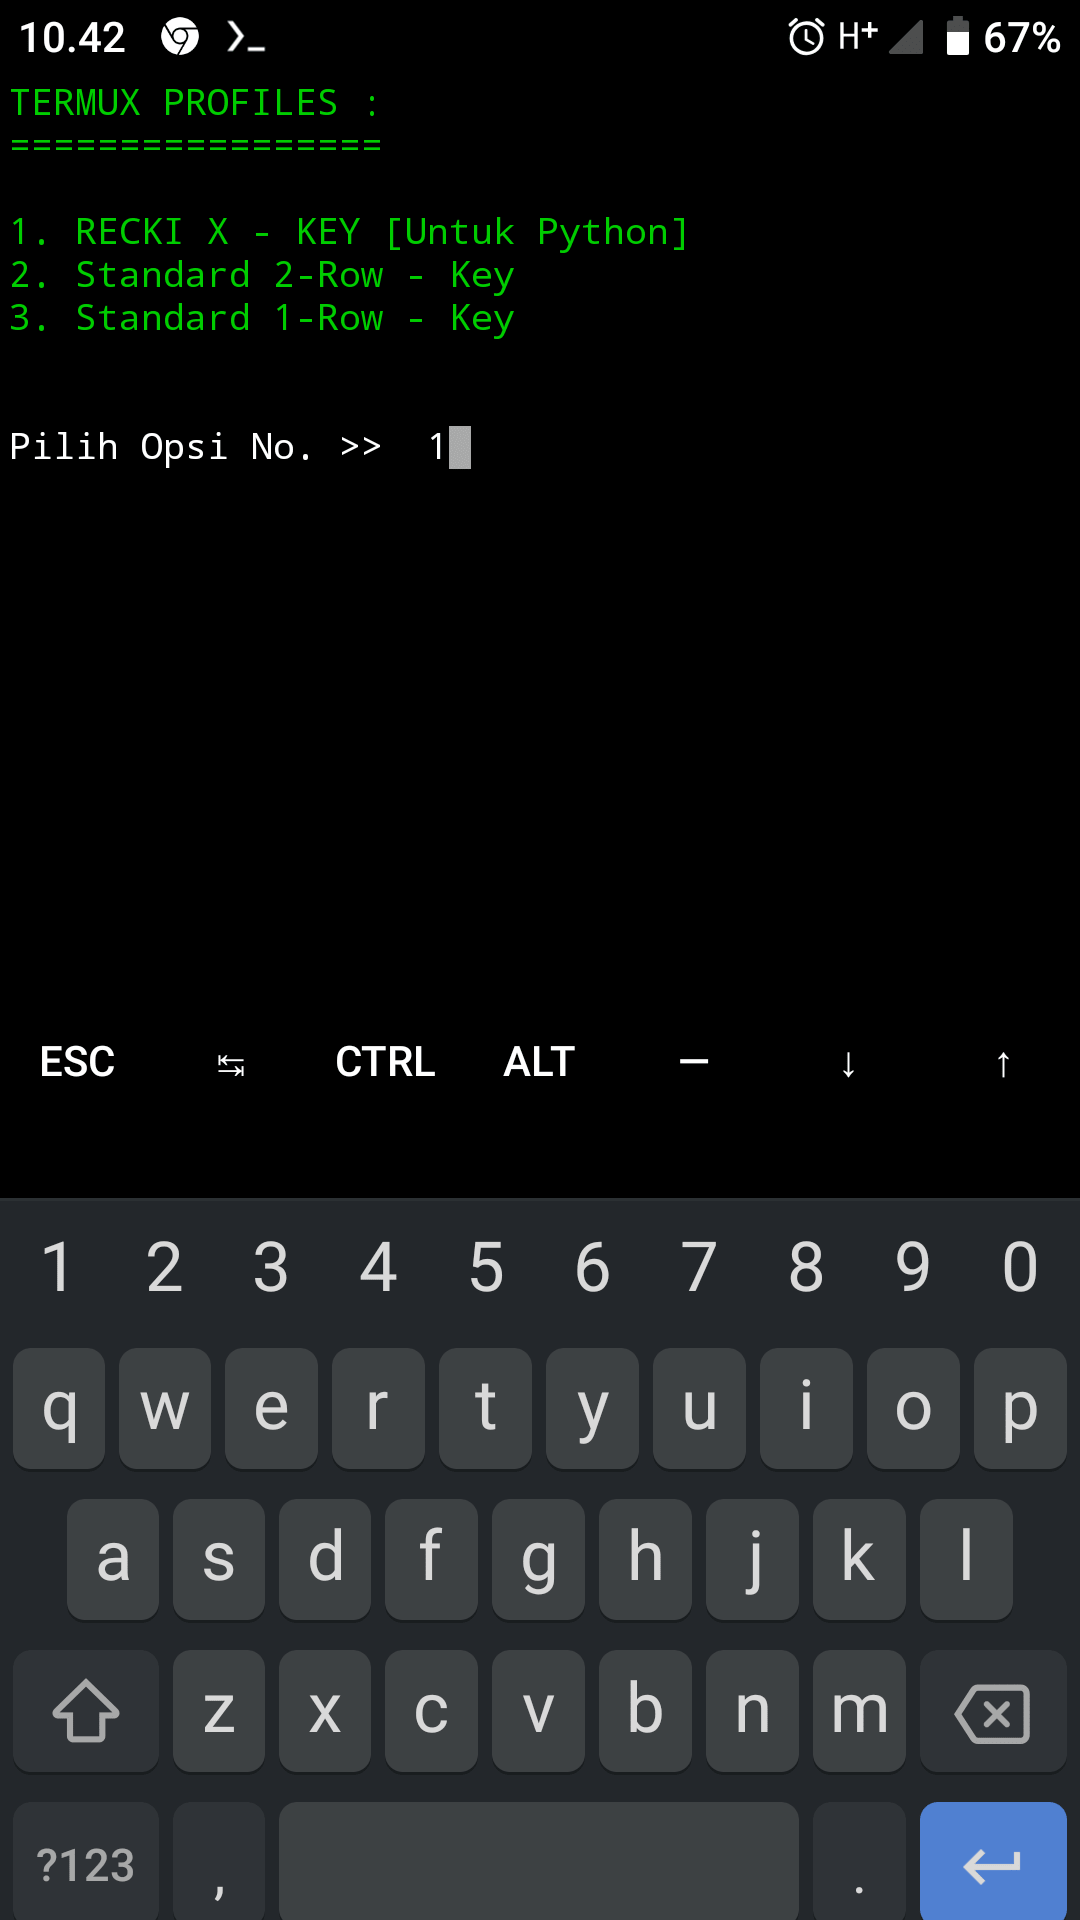 10.42 H+ 67%
TERMUX PROFILES :
=================
1. RECKI X - KEY [Untuk Python]
2. Standard 2-Row - Key
3. Standard 1-Row - Key
Pilih Opsi No. >> 1
ESC ↹ CTRL ALT — ↓ ↑
1 2 3 4 5 6 7 8 9 0
q w e r t y u i o p
a s d f g h j k l
z x c v b n m
?123 , .